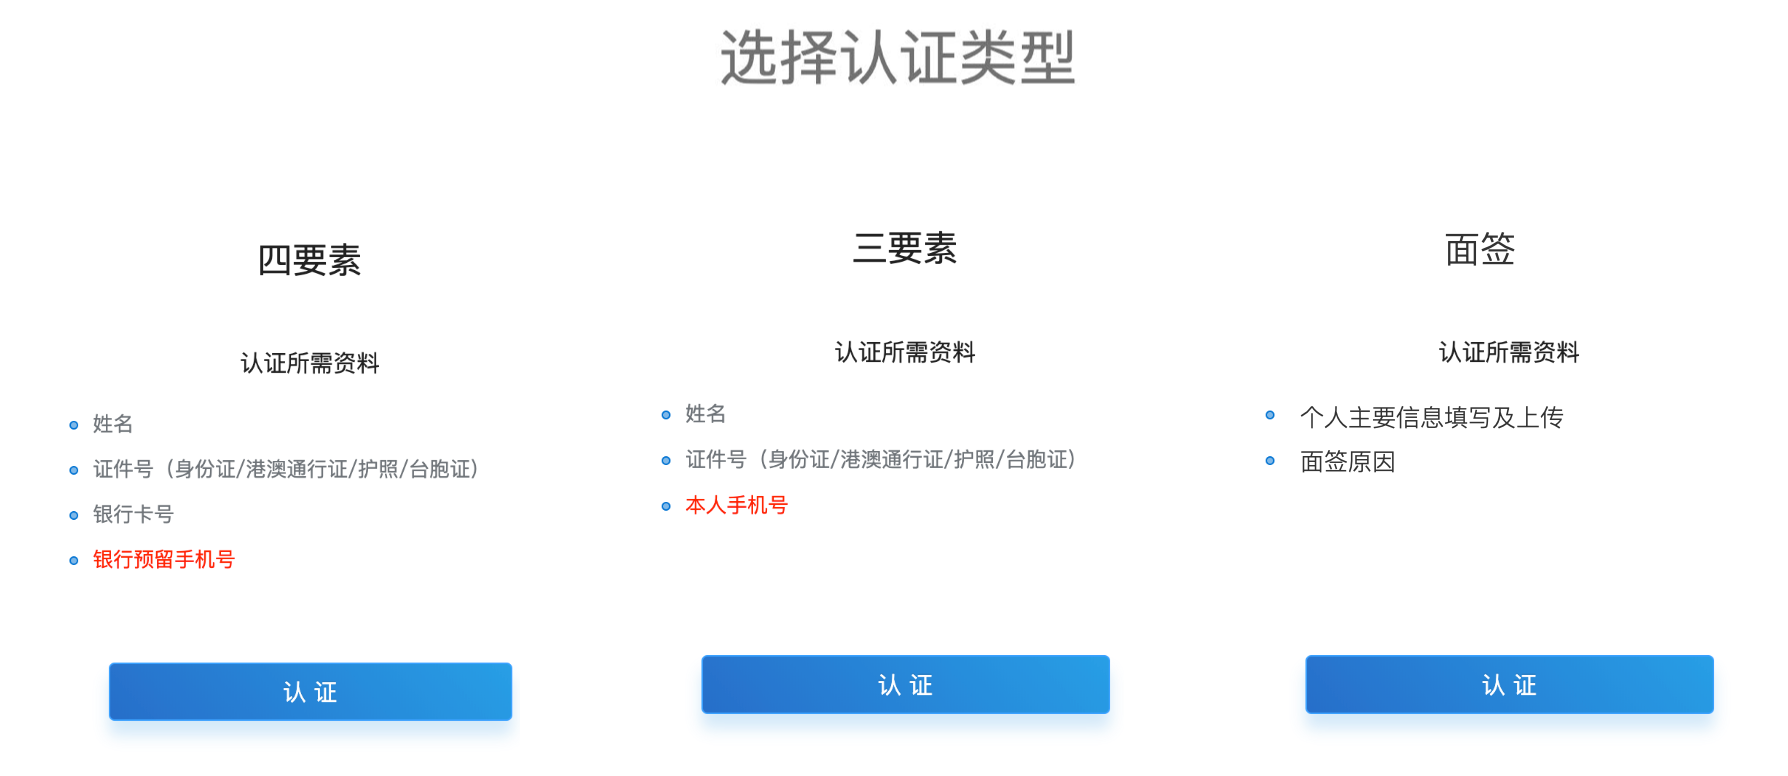 选择认证类型
四要素
认证所需资料
姓名
证件号（身份证/港澳通行证/护照/台胞证）
银行卡号
银行预留手机号
认 证
三要素
认证所需资料
姓名
证件号（身份证/港澳通行证/护照/台胞证）
本人手机号
认 证
面签
认证所需资料
个人主要信息填写及上传
面签原因
认 证